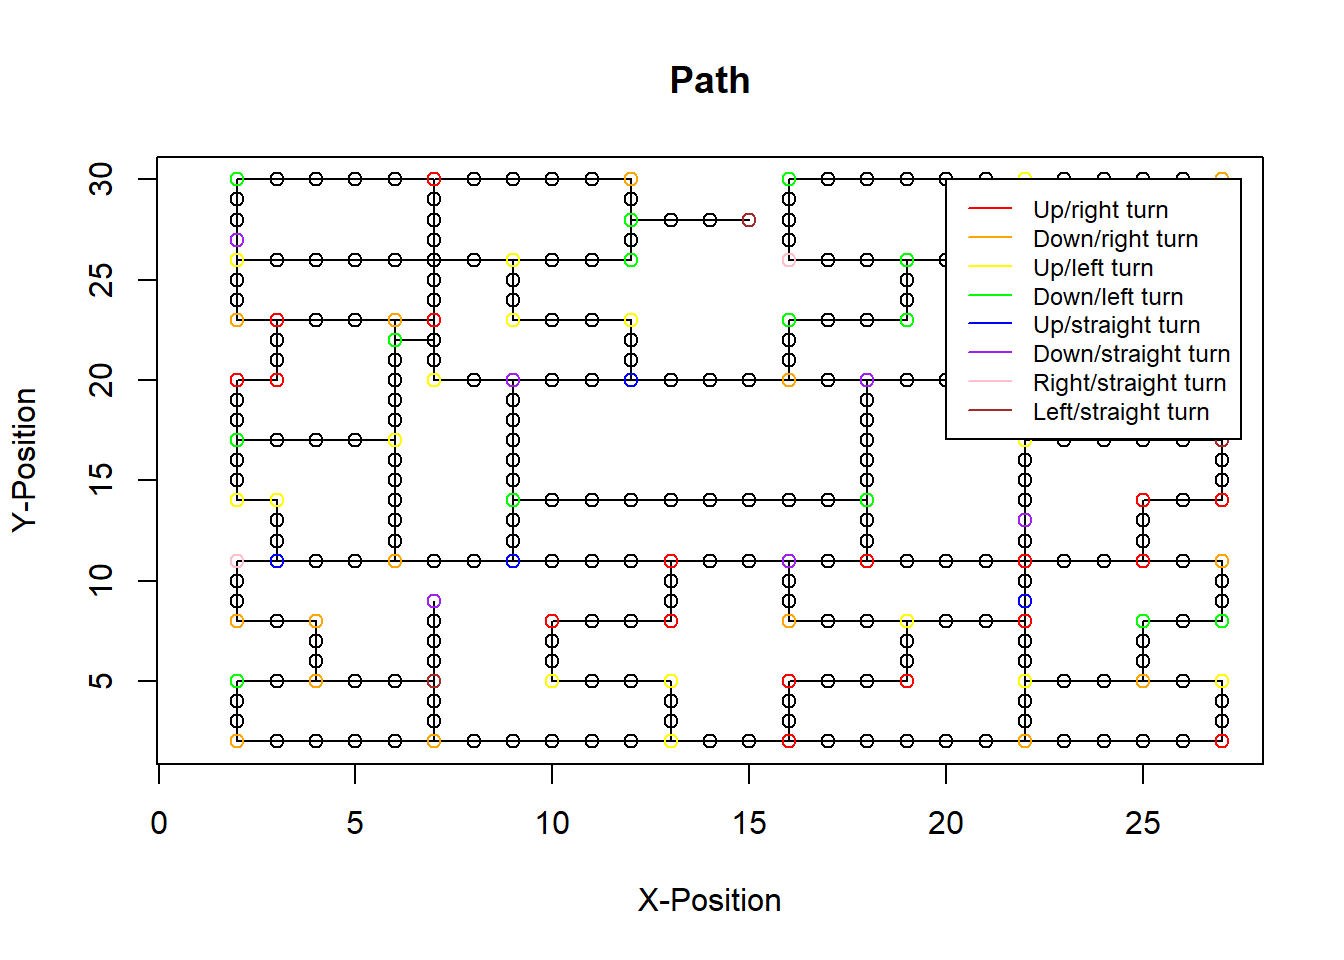 Path
Y-Position
30
25
20
15
10
5
Up/right turn
Down/right turn
Up/left turn
Down/left turn
Up/straight turn
Down/straight turn
Right/straight turn
Left/straight turn
0 5 10 15 20 25
X-Position